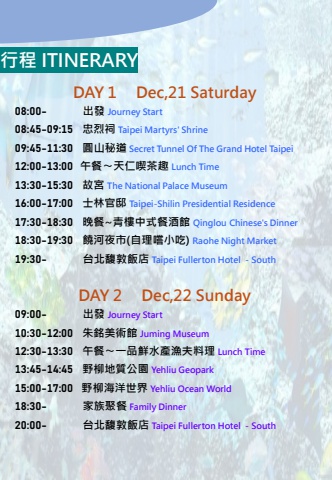 行程 ITINERARY
DAY 1 Dec,21 Saturday
08:00- 出發 Journey Start
08:45-09:15 忠烈祠 Taipei Martyrs' Shrine
09:45-11:30 圓山秘道 Secret Tunnel Of The Grand Hotel Taipei
12:00-13:00 午餐～天仁喫茶趣 Lunch Time
13:30-15:30 故宮 The National Palace Museum
16:00-17:00 士林官邸 Taipei-Shilin Presidential Residence
17:30-18:30 晚餐~青樓中式餐酒館 Qinglou Chinese's Dinner
18:30-19:30 饒河夜市(自理嚐小吃) Raohe Night Market
19:30- 台北馥敦飯店 Taipei Fullerton Hotel - South
DAY 2 Dec,22 Sunday
09:00- 出發 Journey Start
10:30-12:00 朱銘美術館 Juming Museum
12:30-13:30 午餐～一品鮮水產漁夫料理 Lunch Time
13:45-14:45 野柳地質公園 Yehliu Geopark
15:00-17:00 野柳海洋世界 Yehliu Ocean World
18:30- 家族聚餐 Family Dinner
20:00- 台北馥敦飯店 Taipei Fullerton Hotel - South